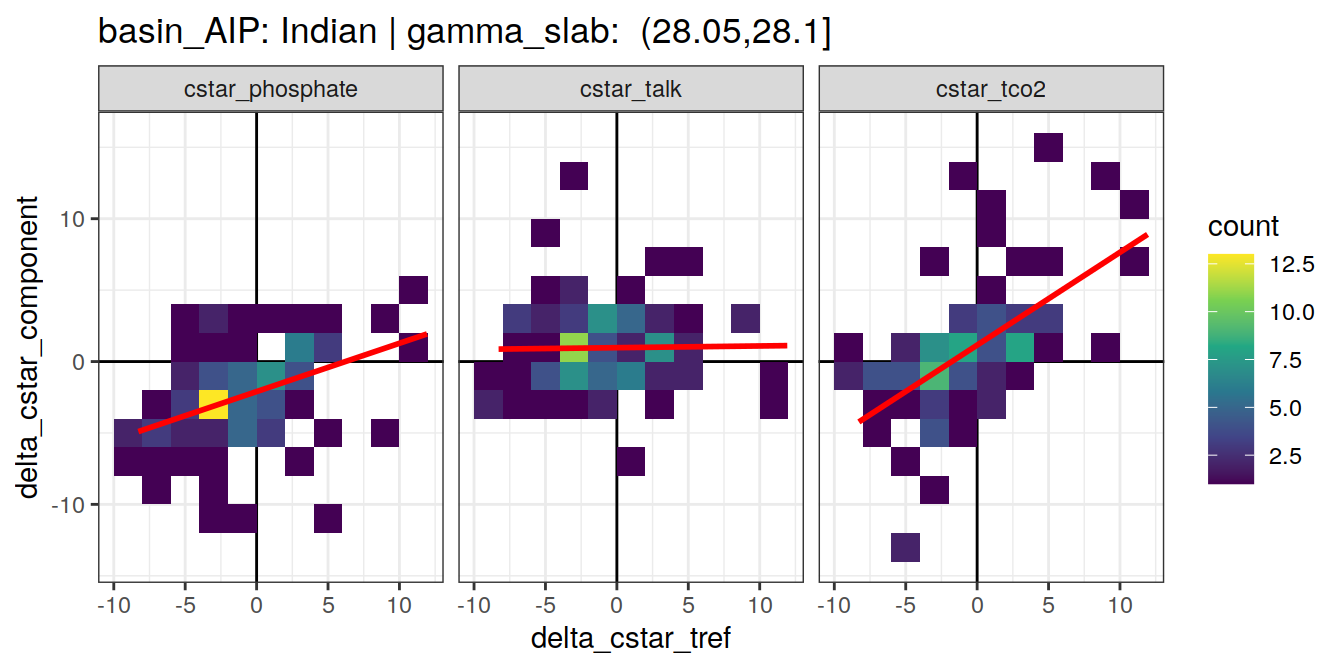 basin_AIP: Indian | gamma_slab:  (28.05,28.1]
cstar_phosphate
cstar_talk
cstar_tco2
delta_cstar_component
10
0
-10
-10 -5 0 5 10
-10 -5 0 5 10
-10 -5 0 5 10
delta_cstar_tref
count
12.5
10.0
7.5
5.0
2.5